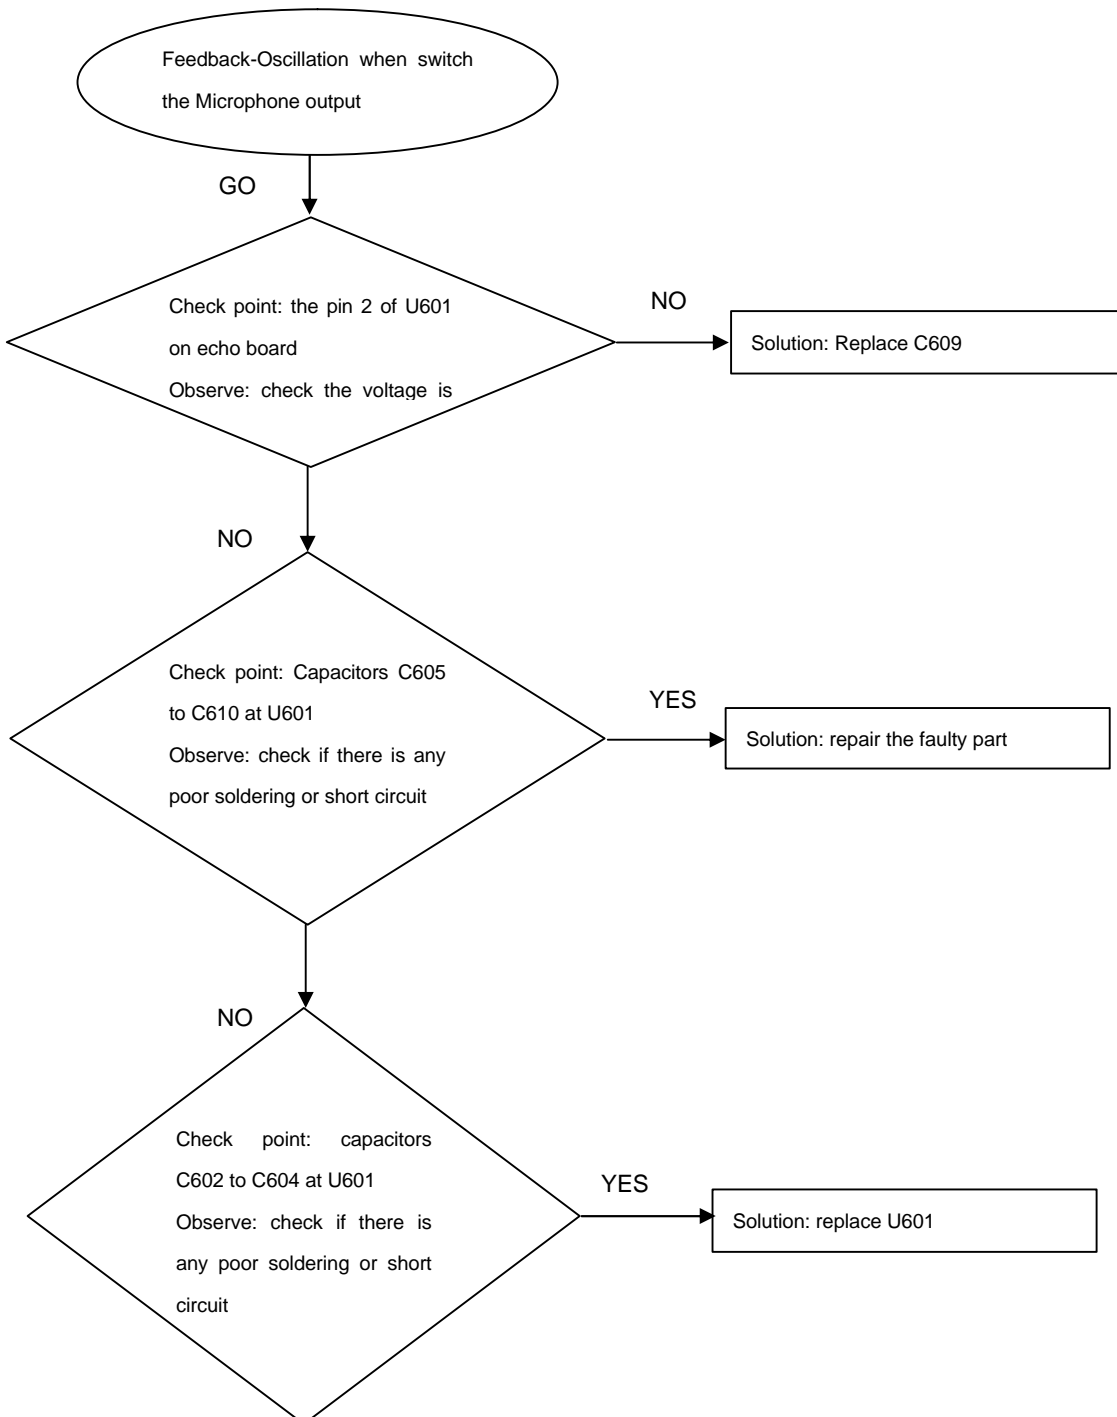 Feedback-Oscillation when switch
the Microphone output
GO
Check point: the pin 2 of U601
on echo board
Observe: check the voltage is
NO
Solution: Replace C609
NO
Check point: Capacitors C605
to C610 at U601
Observe: check if there is any
poor soldering or short circuit
YES
Solution: repair the faulty part
NO
Check point: capacitors
C602 to C604 at U601
Observe: check if there is
any poor soldering or short
circuit
YES
Solution: replace U601